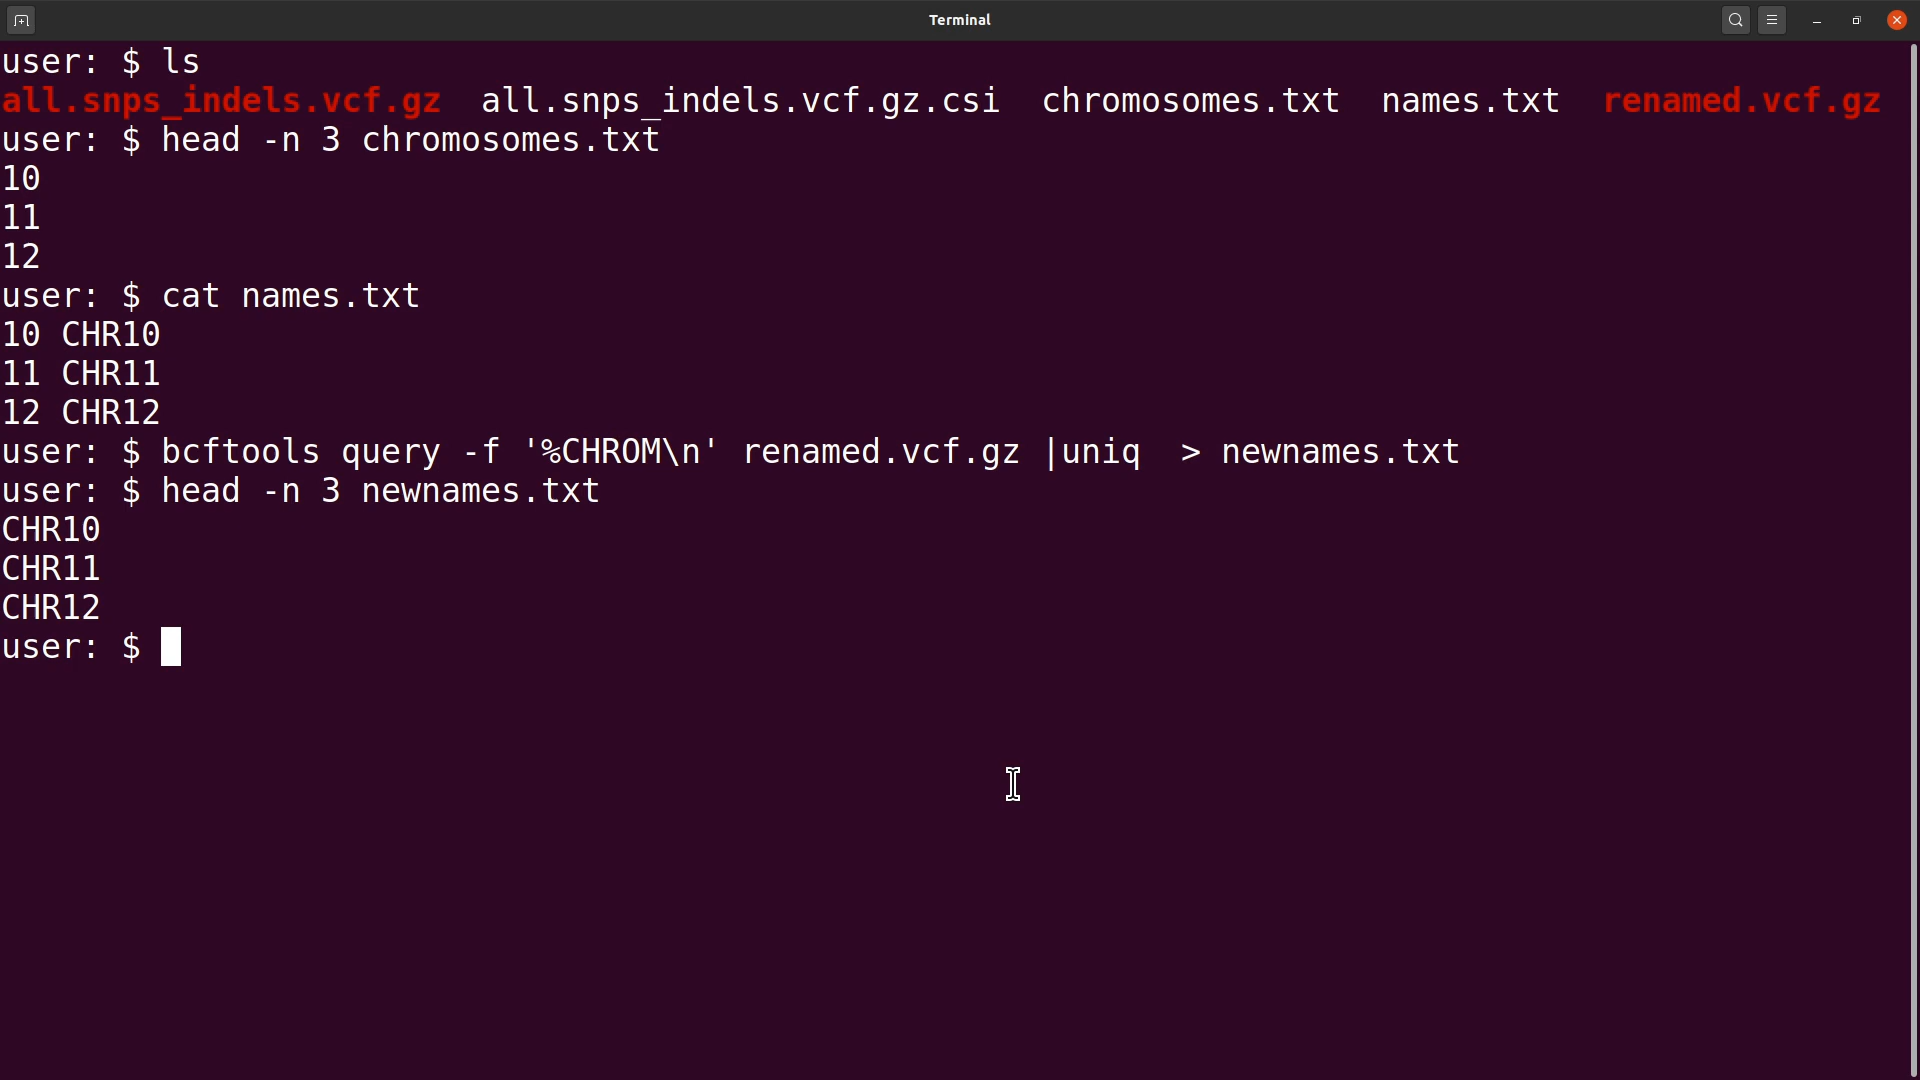 Terminal
user: $ ls
all.snps_indels.vcf.gz  all.snps_indels.vcf.gz.csi  chromosomes.txt  names.txt  renamed.vcf.gz
user: $ head -n 3 chromosomes.txt
10
11
12
user: $ cat names.txt
10 CHR10
11 CHR11
12 CHR12
user: $ bcftools query -f '%CHROM\n' renamed.vcf.gz |uniq  > newnames.txt
user: $ head -n 3 newnames.txt
CHR10
CHR11
CHR12
user: $